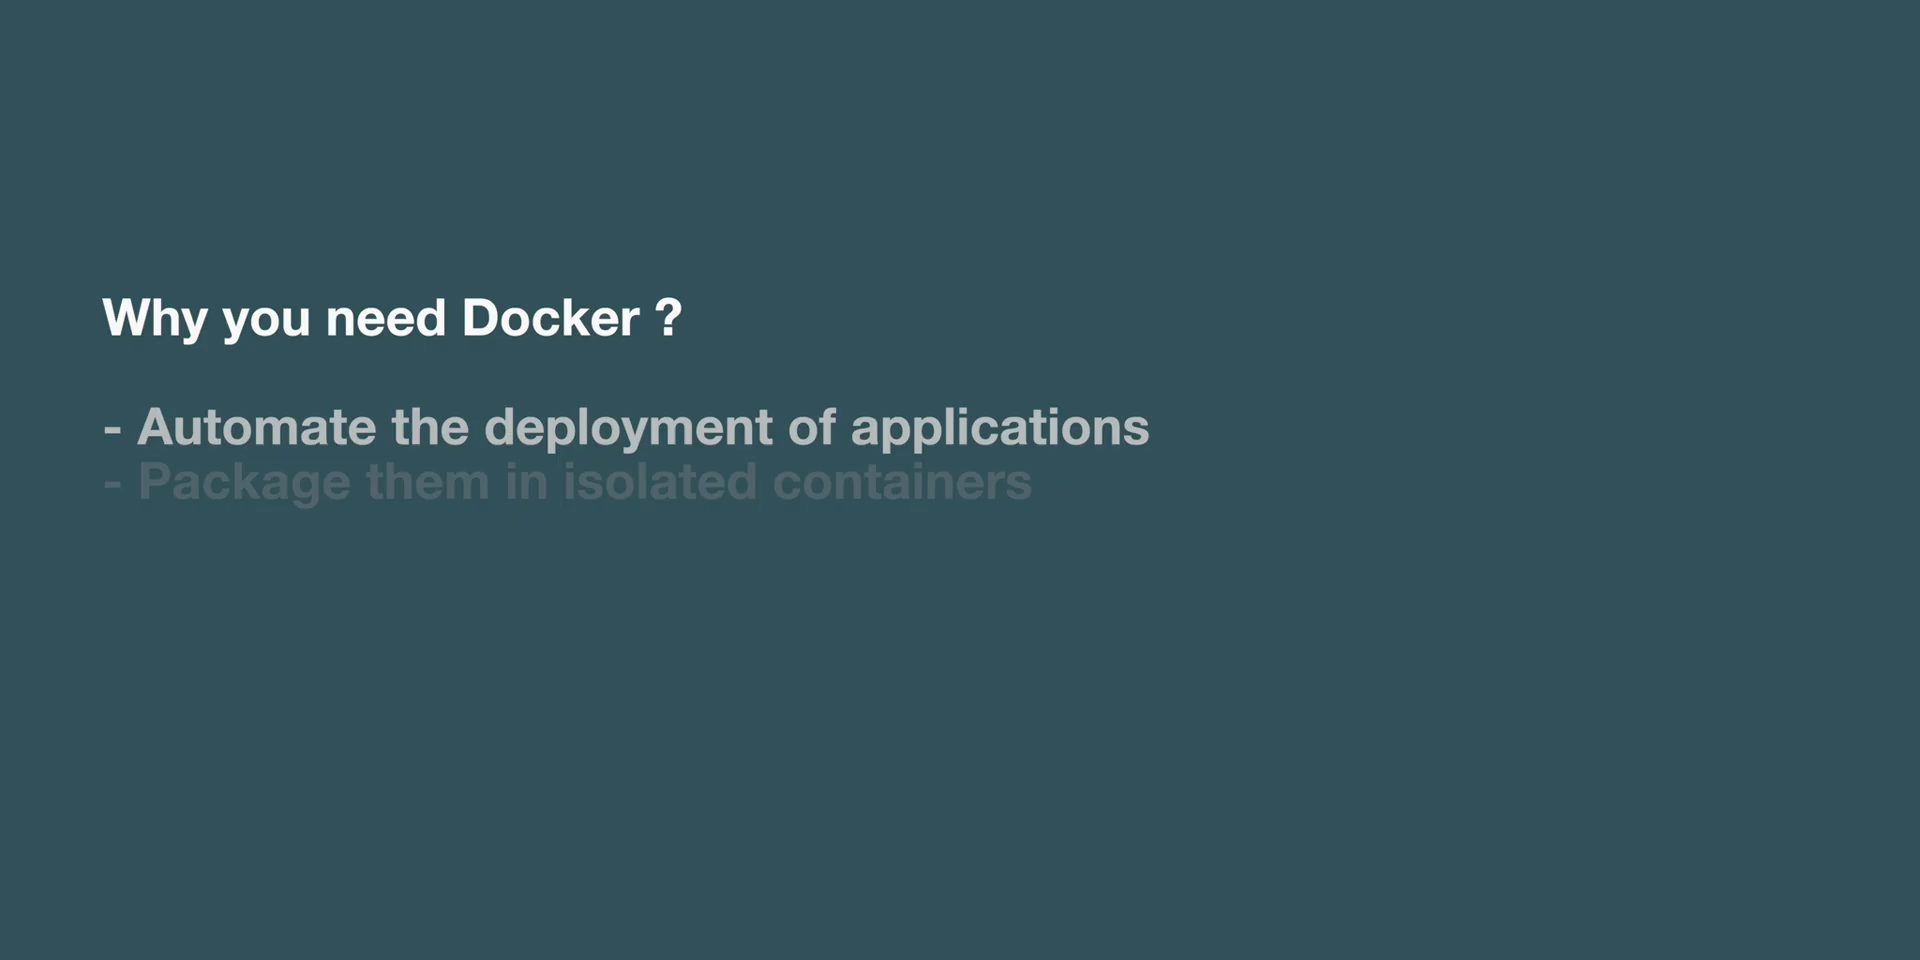 Why you need Docker ?
- Automate the deployment of applications
- Package them in isolated containers